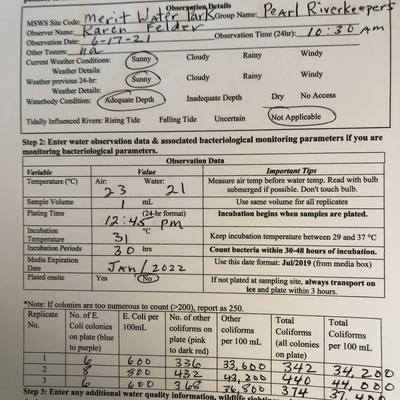 Observation Details
MSWS Site Code: Merit Water Park Group Name: Pearl Riverkeepers
Observer Name: Karen Felder
Observation Date: 6-17-21 Observation Time (24hr): 10:30 AM
Other Testers: na
Current Weather Conditions: Sunny Cloudy Rainy Windy
Weather Details:
Weather previous 24-hr: Sunny Cloudy Rainy Windy
Weather Details:
Waterbody Condition: Adequate Depth Inadequate Depth Dry No Access
Tidally Influenced Rivers: Rising Tide Falling Tide Uncertain Not Applicable
Step 2: Enter water observation data & associated bacteriological monitoring parameters if you are
monitoring bacteriological parameters.
Observation Data
Variable Value Important Tips
Temperature (°C) Air: 23 Water: 21 Measure air temp before water temp. Read with bulb submerged if possible. Don't touch bulb.
Sample Volume 1 mL Use same volume for all replicates
Plating Time 12:45 PM (24-hr format) Incubation begins when samples are plated.
Incubation Temperature 31 °C Keep incubation temperature between 29 and 37 °C
Incubation Periods 30 hrs Count bacteria within 30-48 hours of incubation.
Media Expiration Date JAN/2022 Use this date format: Jul/2019 (from media box)
Plated onsite Yes No If not plated at sampling site, always transport on ice and plate within 3 hours.
*Note: If colonies are too numerous to count (>200), report as 250.
Replicate No. No. of E. Coli colonies on plate (blue to purple) E. Coli per 100mL No. of other coliforms on plate (pink to dark red) Other coliforms per 100 mL Total Coliforms (all colonies on plate) Total Coliforms per 100 mL
1 6 600 336 33,600 342 34,200
2 8 800 432 43,200 440 44,000
3 6 600 368 36,800 374 37,400
Step 3: Enter any additional water quality information, wildlife